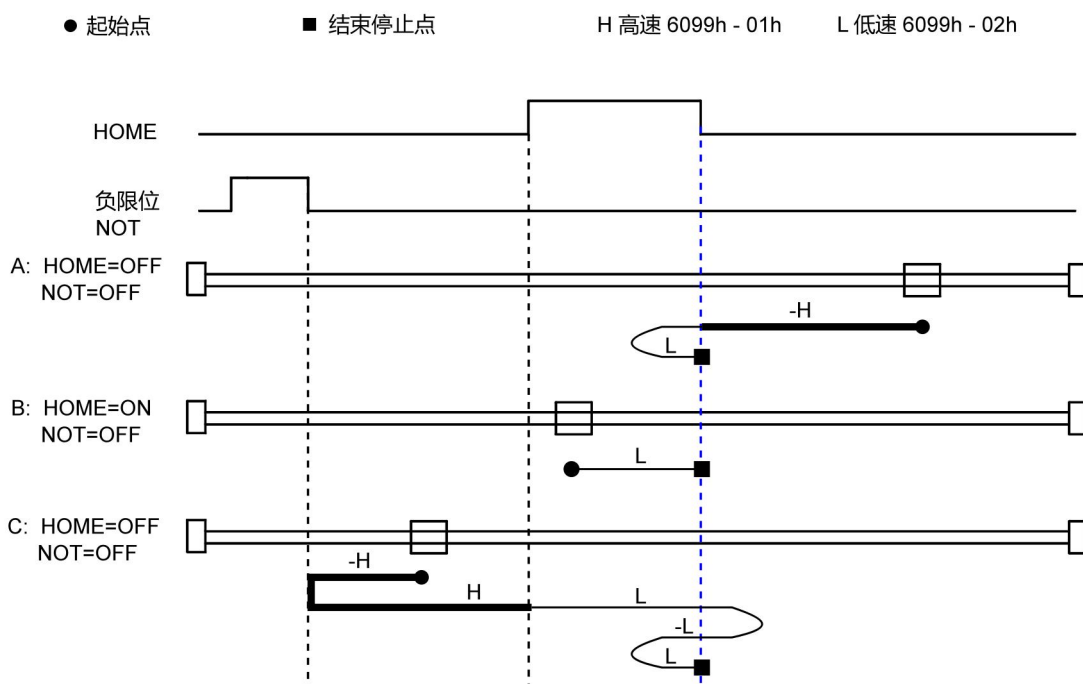 起始点 结束停止点 H 高速 6099h - 01h L 低速 6099h - 02h
HOME
负限位
NOT
A: HOME=OFF
NOT=OFF
-H
L
B: HOME=ON
NOT=OFF
L
C: HOME=OFF
NOT=OFF
-H
H L
-L
L